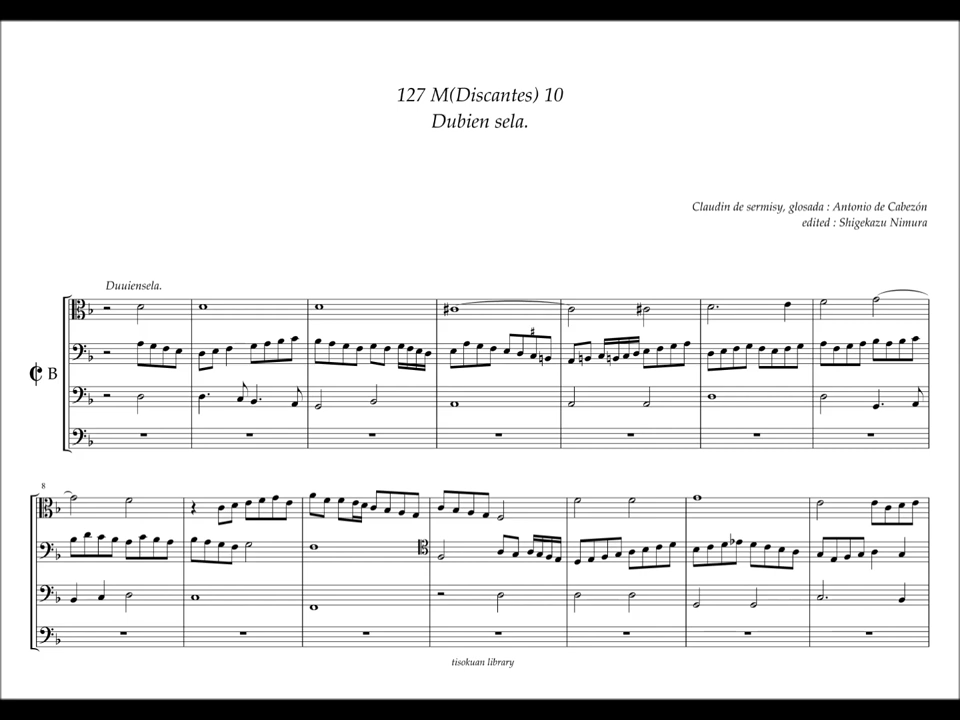 127 M(Discantes) 10
Dubien sela.
Claudin de sermisy, glosada : Antonio de Cabezón
edited : Shigekazu Nimura
Duuiensela.
B
8
tisokuan library